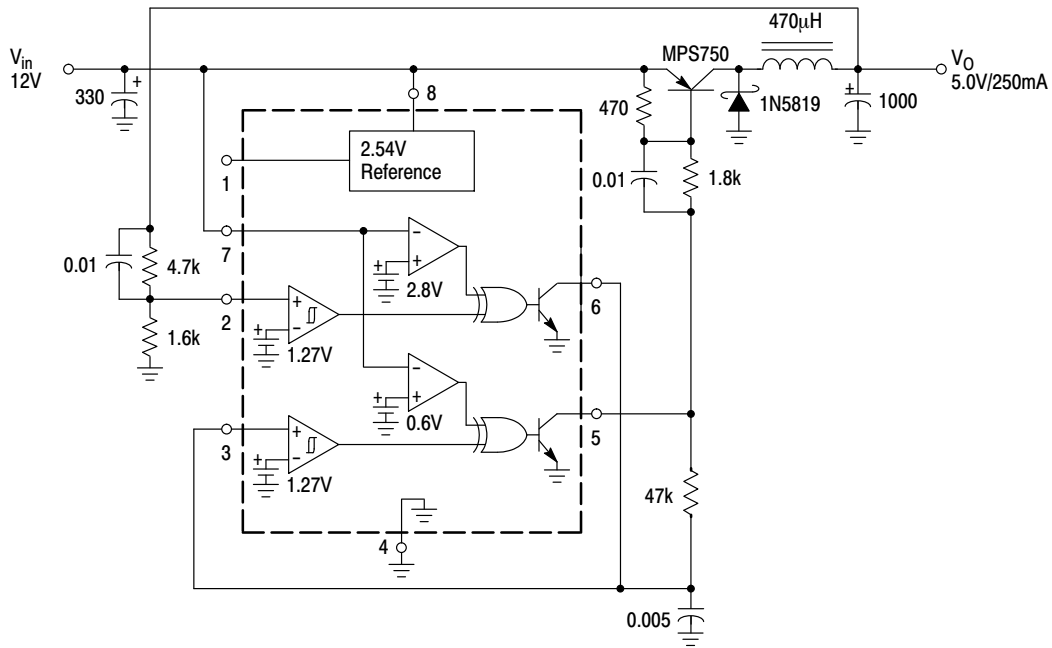 470μH
MPS750
Vin
12V
VO
5.0V/250mA
330
8
470
1N5819
1000
2.54V
Reference
1
0.01
1.8k
7
0.01
4.7k
2.8V
6
2
1.6k
1.27V
0.6V
5
3
1.27V
47k
4
0.005